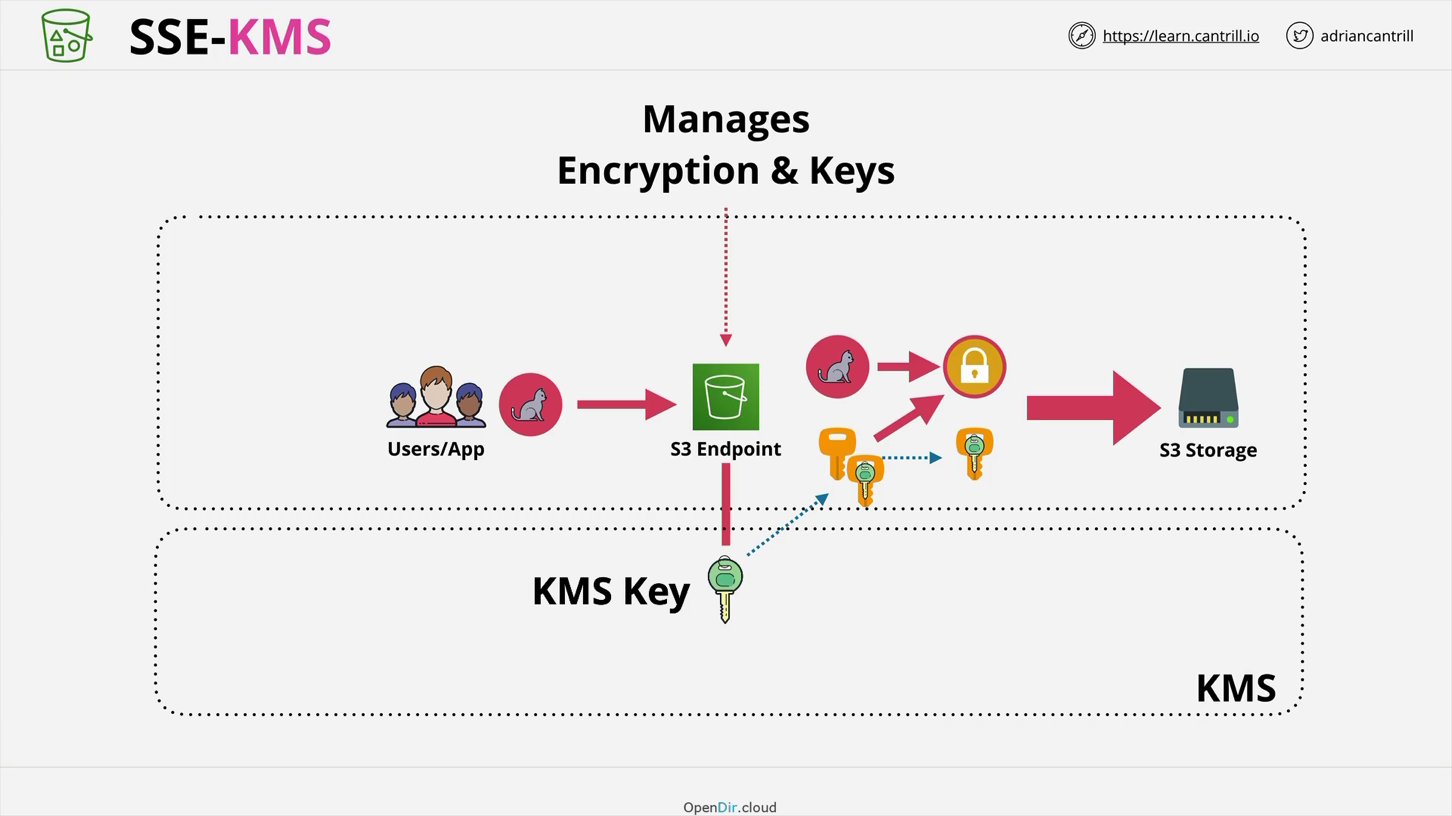 SSE-KMS
https://learn.cantrill.io
adriancantrill
Manages
Encryption & Keys
Users/App
S3 Endpoint
S3 Storage
KMS Key
KMS
OpenDir.cloud